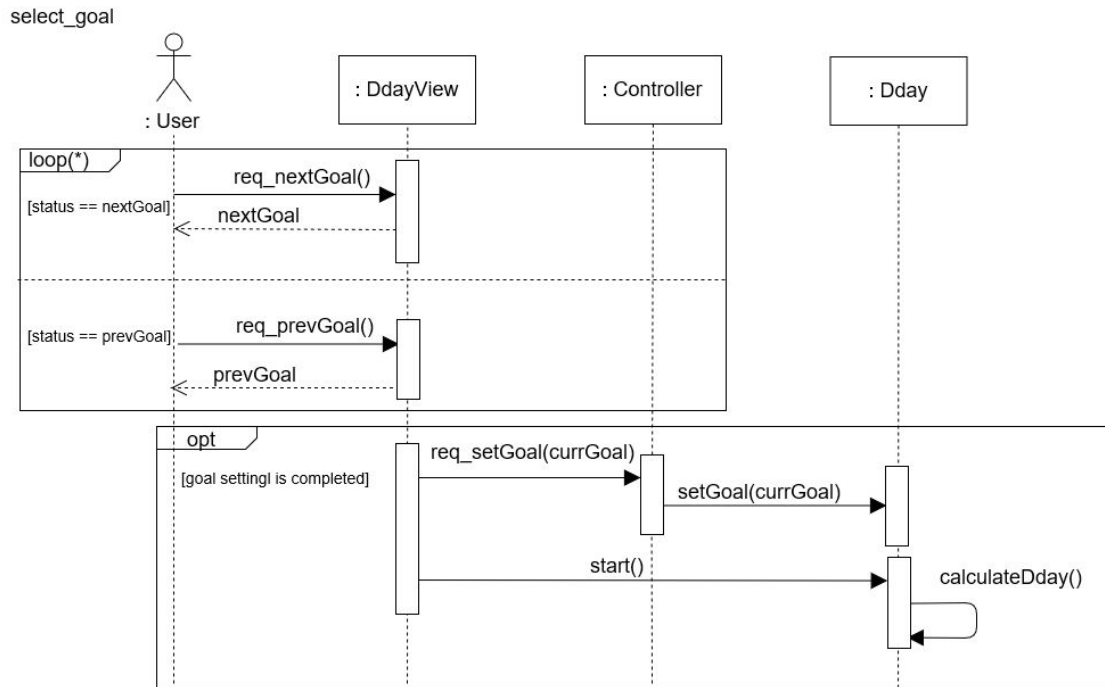 select_goal
: User
: DdayView
: Controller
: Dday
loop(*)
req_nextGoal()
[status == nextGoal]
nextGoal
req_prevGoal()
[status == prevGoal]
prevGoal
opt
req_setGoal(currGoal)
[goal settingl is completed]
setGoal(currGoal)
start()
calculateDday()